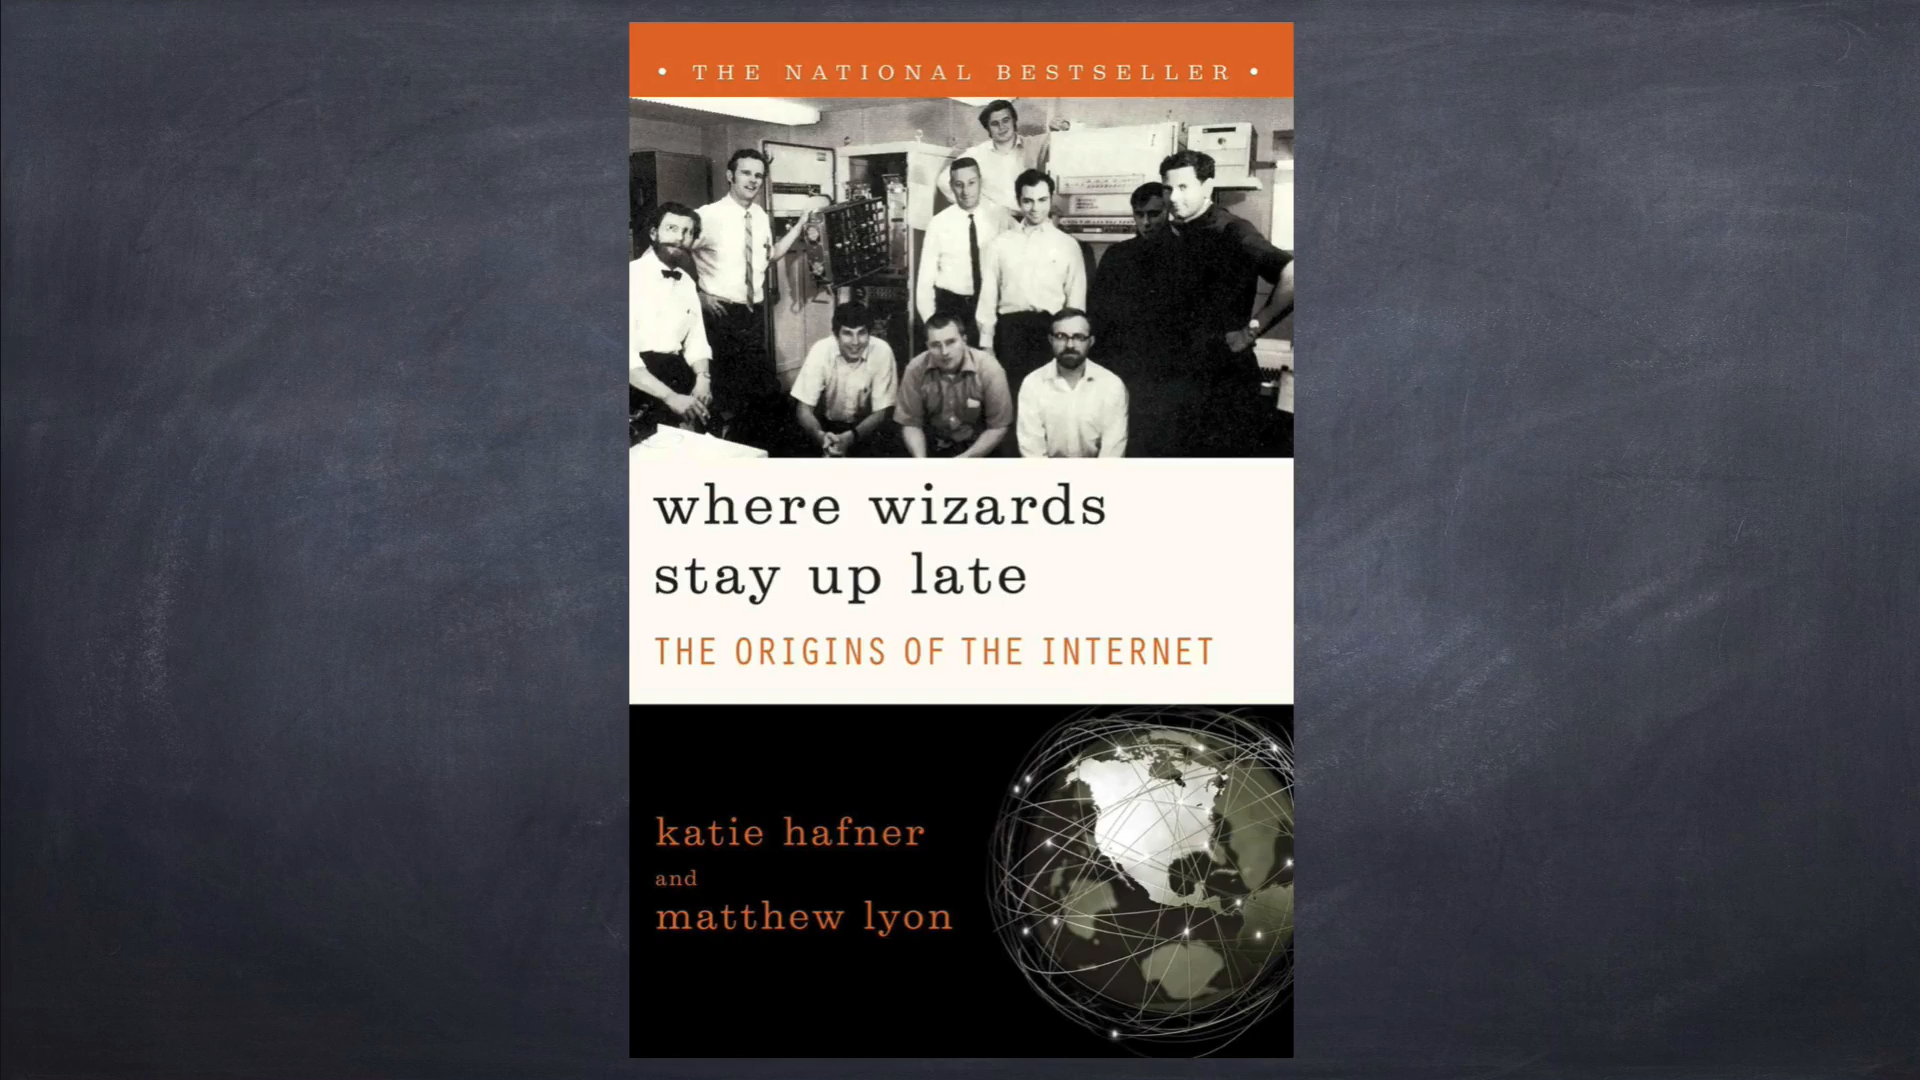 • THE NATIONAL BESTSELLER •
where wizards
stay up late
THE ORIGINS OF THE INTERNET
katie hafner
and
matthew lyon